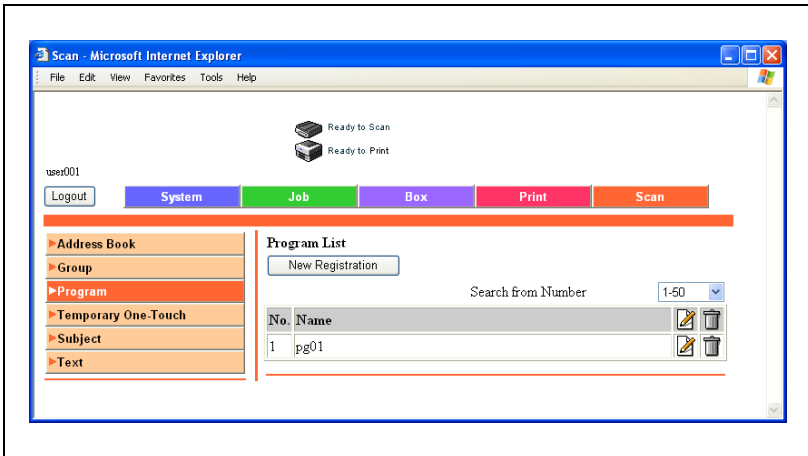 Scan - Microsoft Internet Explorer
File Edit View Favorites Tools Help
Ready to Scan
Ready to Print
user001
Logout System Job Box Print Scan
Address Book
Group
Program
Temporary One-Touch
Subject
Text
Program List
New Registration
Search from Number 1-50
No. Name
1 pg01